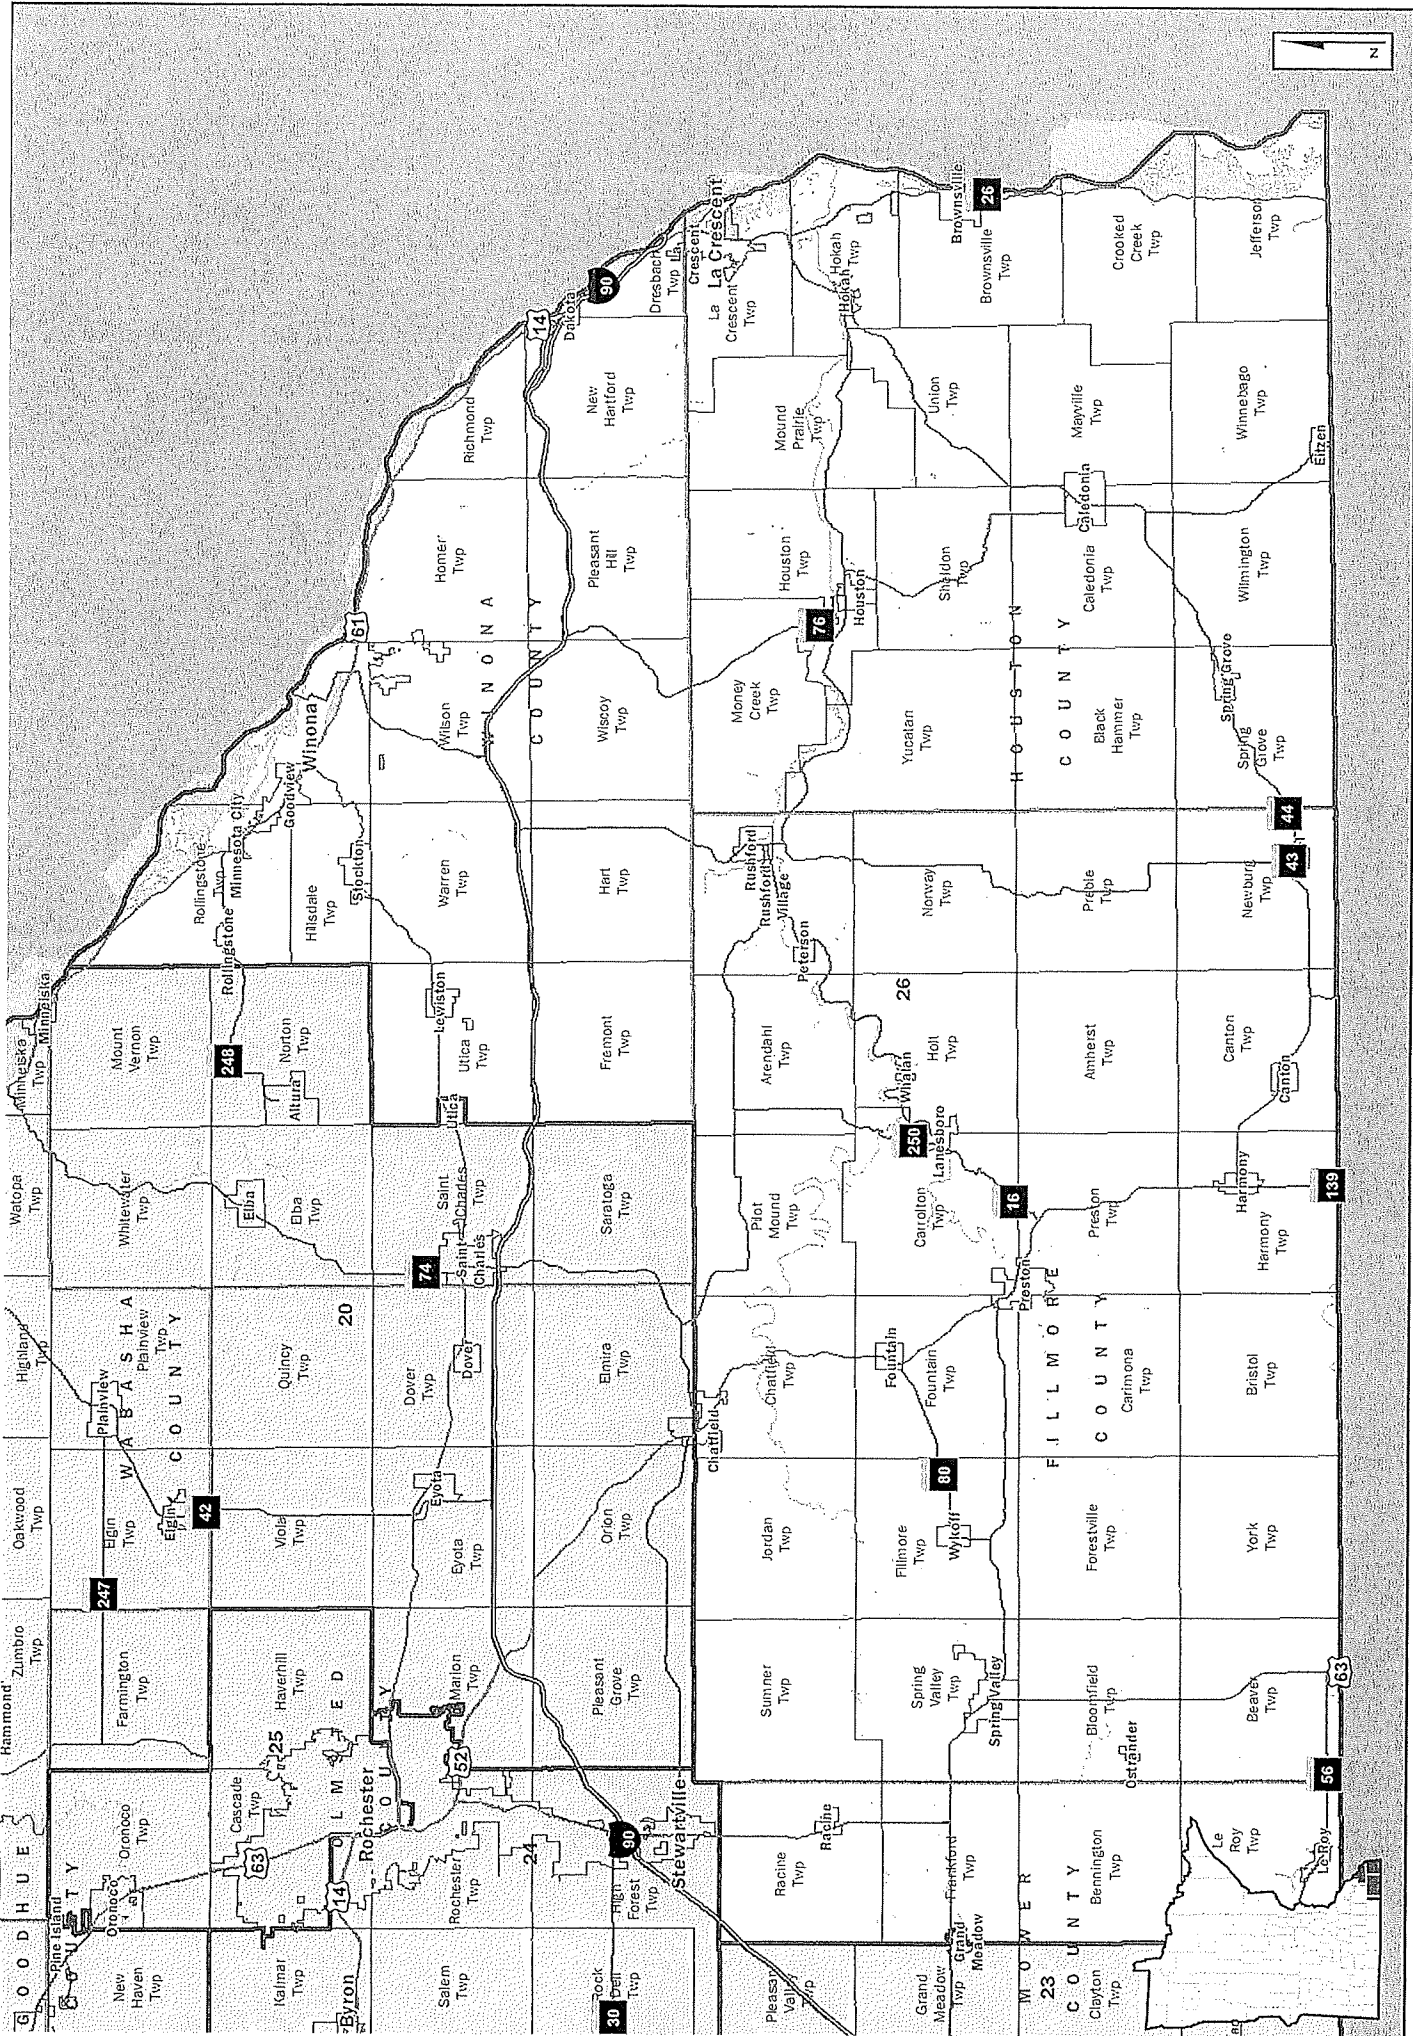 GOODHUE
Hammond
Zumbro
Twp
Oakwood
Twp
Highland
Twp
Watopa
Twp
Minneiska
Twp
Minneiska
Pine Island
COUNTY
New
Haven
Twp
Oronoco
Oronoco
Twp
Farmington
Twp
247
Elgin
Twp
Elgin
Plainview
WABASHA
COUNTY
Plainview
Twp
Whitewater
Twp
Mount
Vernon
Twp
42
Kalmar
Twp
Byron
14
63
Cascade
Twp
25
Haverhill
Twp
OLMSTED
COUNTY
Rochester
Viola
Twp
Quincy
Twp
20
Elba
Elba
Twp
248
Altura
Norton
Twp
Rollingstone
Rollingstone
Twp
Minnesota City
Hillsdale
Twp
Goodview
Stockton
Winona
61
Salem
Twp
Rochester
Twp
24
52
Marion
Twp
Eyota
Eyota
Twp
Dover
Twp
Dover
74
Saint
Charles
Saint
Charles
Twp
Utica
Utica
Twp
Lewiston
Warren
Twp
Wilson
Twp
WINONA
COUNTY
Homer
Twp
Richmond
Twp
14
Dakota
90
30
Rock
Dell
Twp
High
Forest
Twp
90
Stewartville
Pleasant
Grove
Twp
Orion
Twp
Elmira
Twp
Saratoga
Twp
Fremont
Twp
Hart
Twp
Wiscoy
Twp
Pleasant
Hill
Twp
New
Hartford
Twp
Dresbach
Twp
La
Crescent
La Crescent
La
Crescent
Twp
Pleasant
Valley
Twp
Racine
Twp
Racine
Sumner
Twp
Jordan
Twp
Chatfield
Chatfield
Twp
Pilot
Mound
Twp
Arendahl
Twp
Peterson
Rushford
Rushford
Village
Money
Creek
Twp
76
Houston
Houston
Twp
Mound
Prairie
Twp
Hokah
Hokah
Twp
Grand
Meadow
Twp
Grand
Meadow
Frankford
Twp
Spring
Valley
Twp
Spring Valley
Fillmore
Twp
Wykoff
80
Fountain
Fountain
Twp
Carrolton
Twp
Lanesboro
250
Whalan
26
Holt
Twp
Norway
Twp
Yucatan
Twp
Sheldon
Twp
Union
Twp
Brownsville
Twp
Brownsville
26
MOWER
COUNTY
23
Clayton
Twp
Bennington
Twp
Bloomfield
Twp
Ostrander
Forestville
Twp
FILLMORE
COUNTY
Carimona
Twp
Preston
16
Preston
Twp
Amherst
Twp
Preble
Twp
HOUSTON
COUNTY
Black
Hammer
Twp
Caledonia
Twp
Caledonia
Mayville
Twp
Crooked
Creek
Twp
Le
Roy
Twp
Le Roy
56
Beaver
Twp
63
York
Twp
Bristol
Twp
Harmony
Twp
Harmony
139
Canton
Canton
Twp
Newburg
Twp
43
44
Spring
Grove
Twp
Spring Grove
Wilmington
Twp
Eitzen
Winnebago
Twp
Jefferson
Twp
N